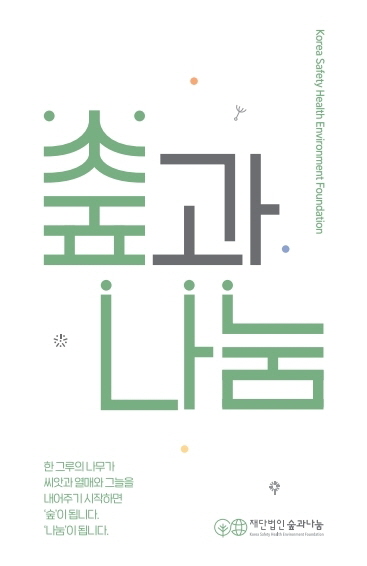 Korea Safety Health Environment Foundation
숲과
나눔
한 그루의 나무가
씨앗과 열매와 그늘을
내어주기 시작하면
'숲'이 됩니다.
'나눔'이 됩니다.
재단법인 숲과나눔
Korea Safety Health Environment Foundation